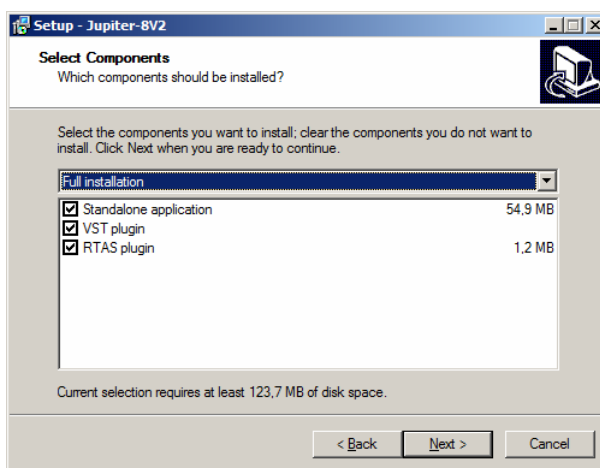 Setup - Jupiter-8V2
Select Components
Which components should be installed?
Select the components you want to install; clear the components you do not want to
install. Click Next when you are ready to continue.
Full installation
Standalone application 54,9 MB
VST plugin
RTAS plugin 1,2 MB
Current selection requires at least 123,7 MB of disk space.
< Back Next > Cancel